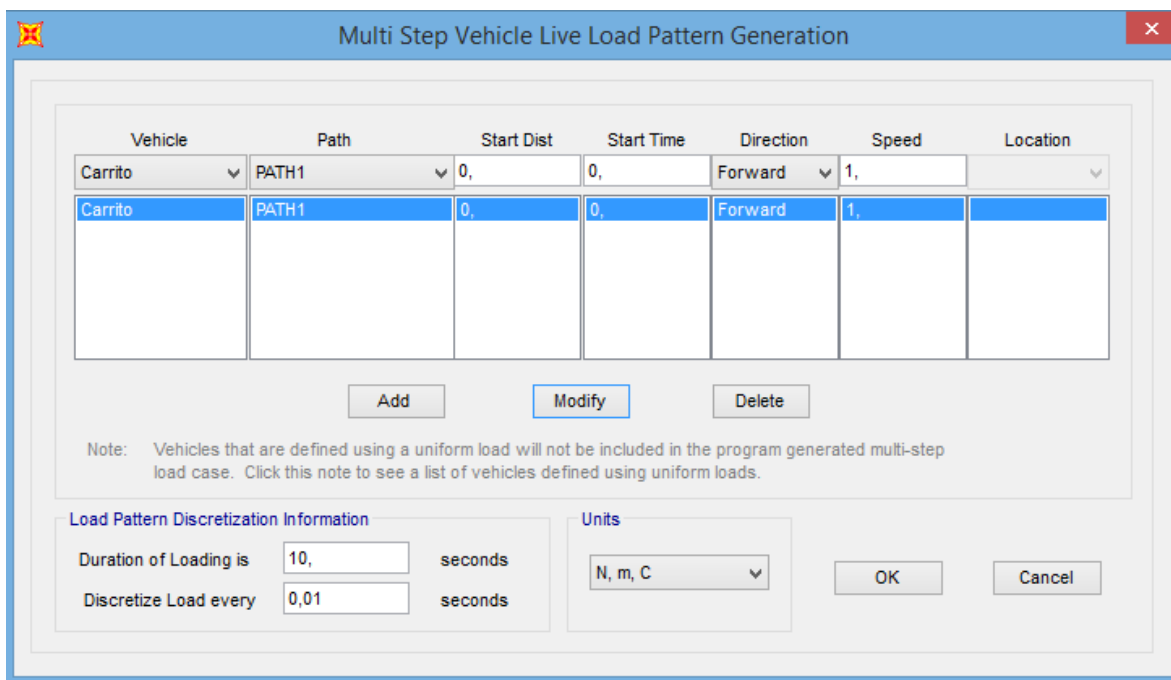 Multi Step Vehicle Live Load Pattern Generation
Vehicle Path Start Dist Start Time Direction Speed Location
Carrito PATH1 0, 0, Forward 1,
Carrito PATH1 0, 0, Forward 1,
Add Modify Delete
Note: Vehicles that are defined using a uniform load will not be included in the program generated multi-step
load case. Click this note to see a list of vehicles defined using uniform loads.
Load Pattern Discretization Information
Duration of Loading is 10, seconds
Discretize Load every 0,01 seconds
Units
N, m, C
OK Cancel